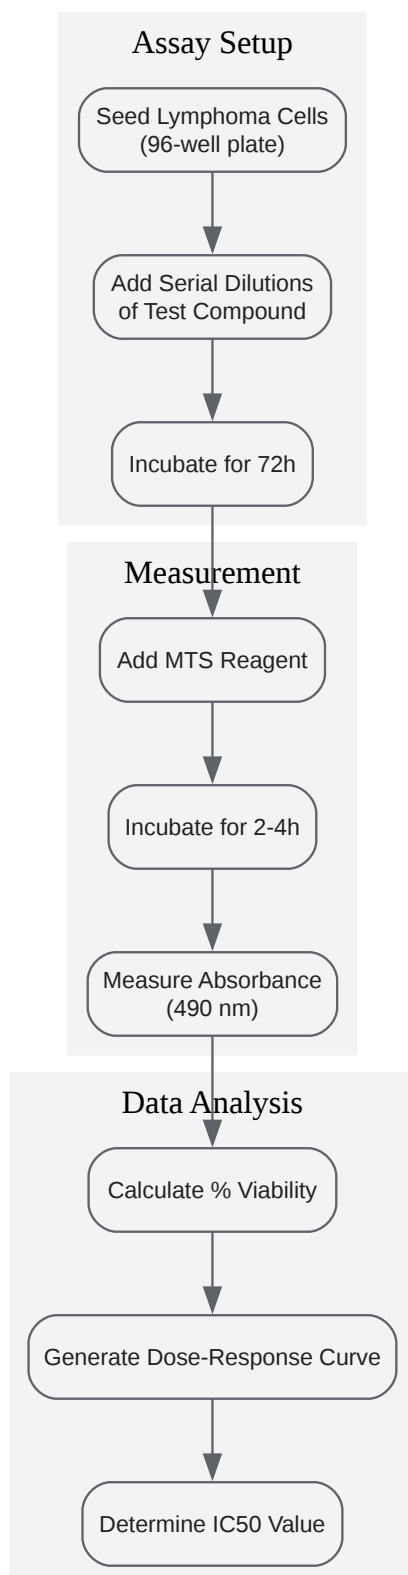 Assay Setup
Seed Lymphoma Cells
(96-well plate)
Add Serial Dilutions
of Test Compound
Incubate for 72h
Measurement
Add MTS Reagent
Incubate for 2-4h
Measure Absorbance
(490 nm)
Data Analysis
Calculate % Viability
Generate Dose-Response Curve
Determine IC50 Value